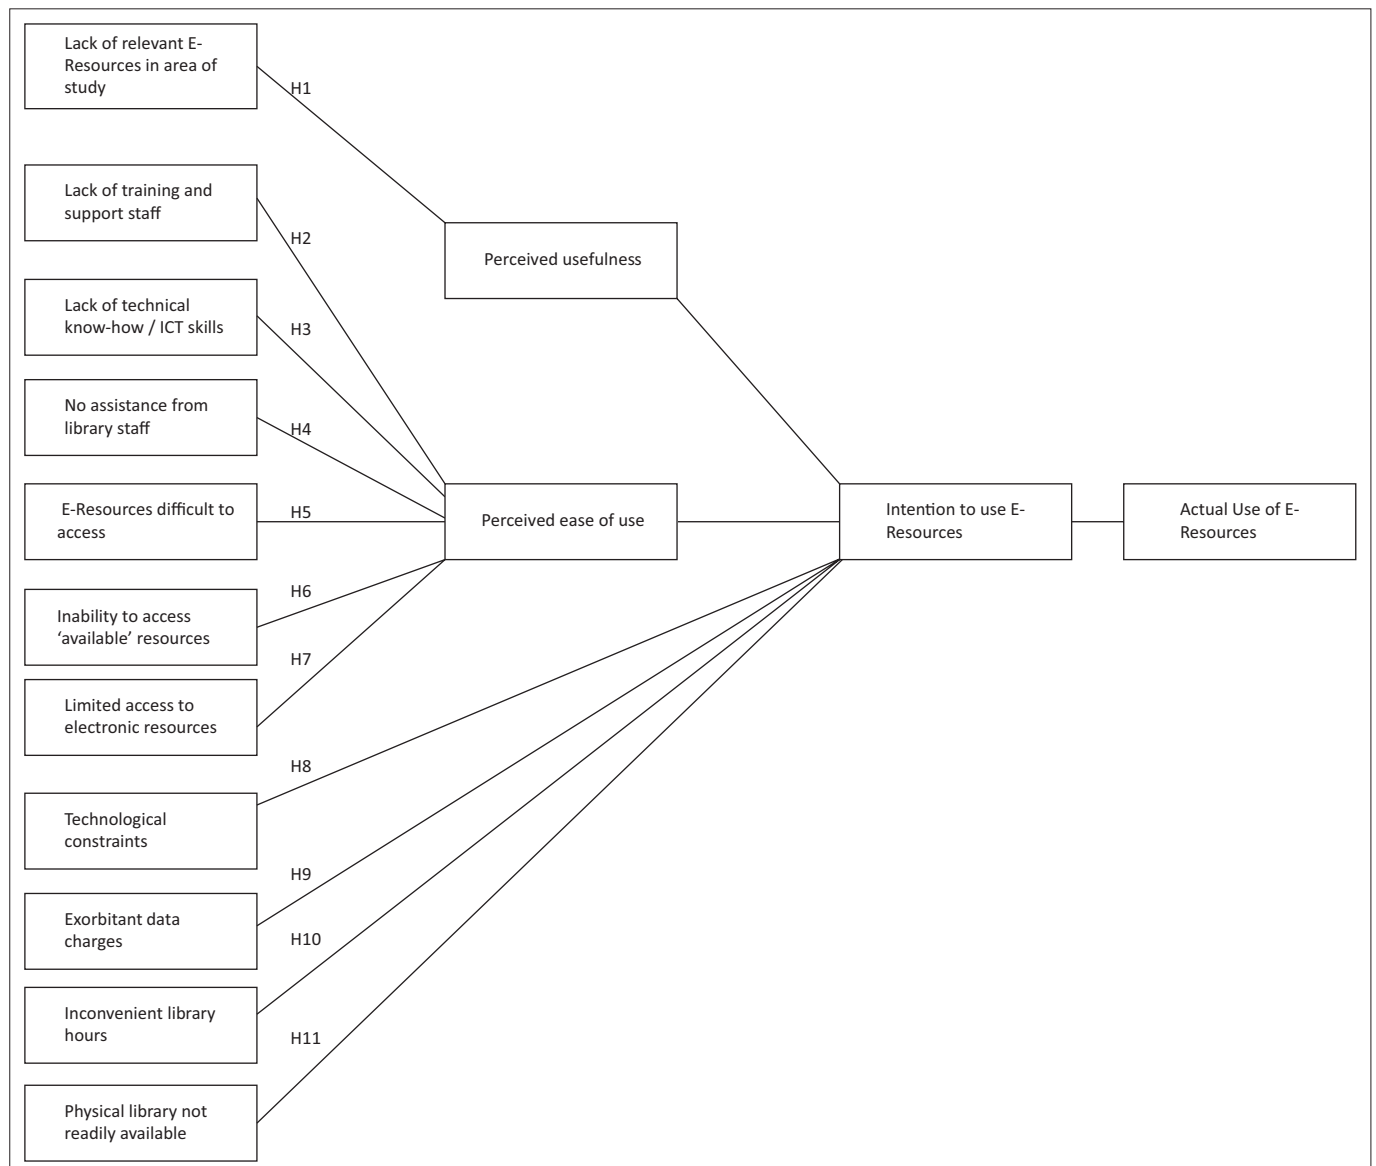 Lack of relevant E-
Resources in area of
study
H1
Lack of training and
support staff
H2
Perceived usefulness
Lack of technical
know-how / ICT skills
H3
No assistance from
library staff
H4
E-Resources difficult to
access
H5
Perceived ease of use
Intention to use E-
Resources
Actual Use of E-
Resources
H6
Inability to access
‘available’ resources
H7
Limited access to
electronic resources
H8
Technological
constraints
H9
Exorbitant data
charges
H10
Inconvenient library
hours
H11
Physical library not
readily available